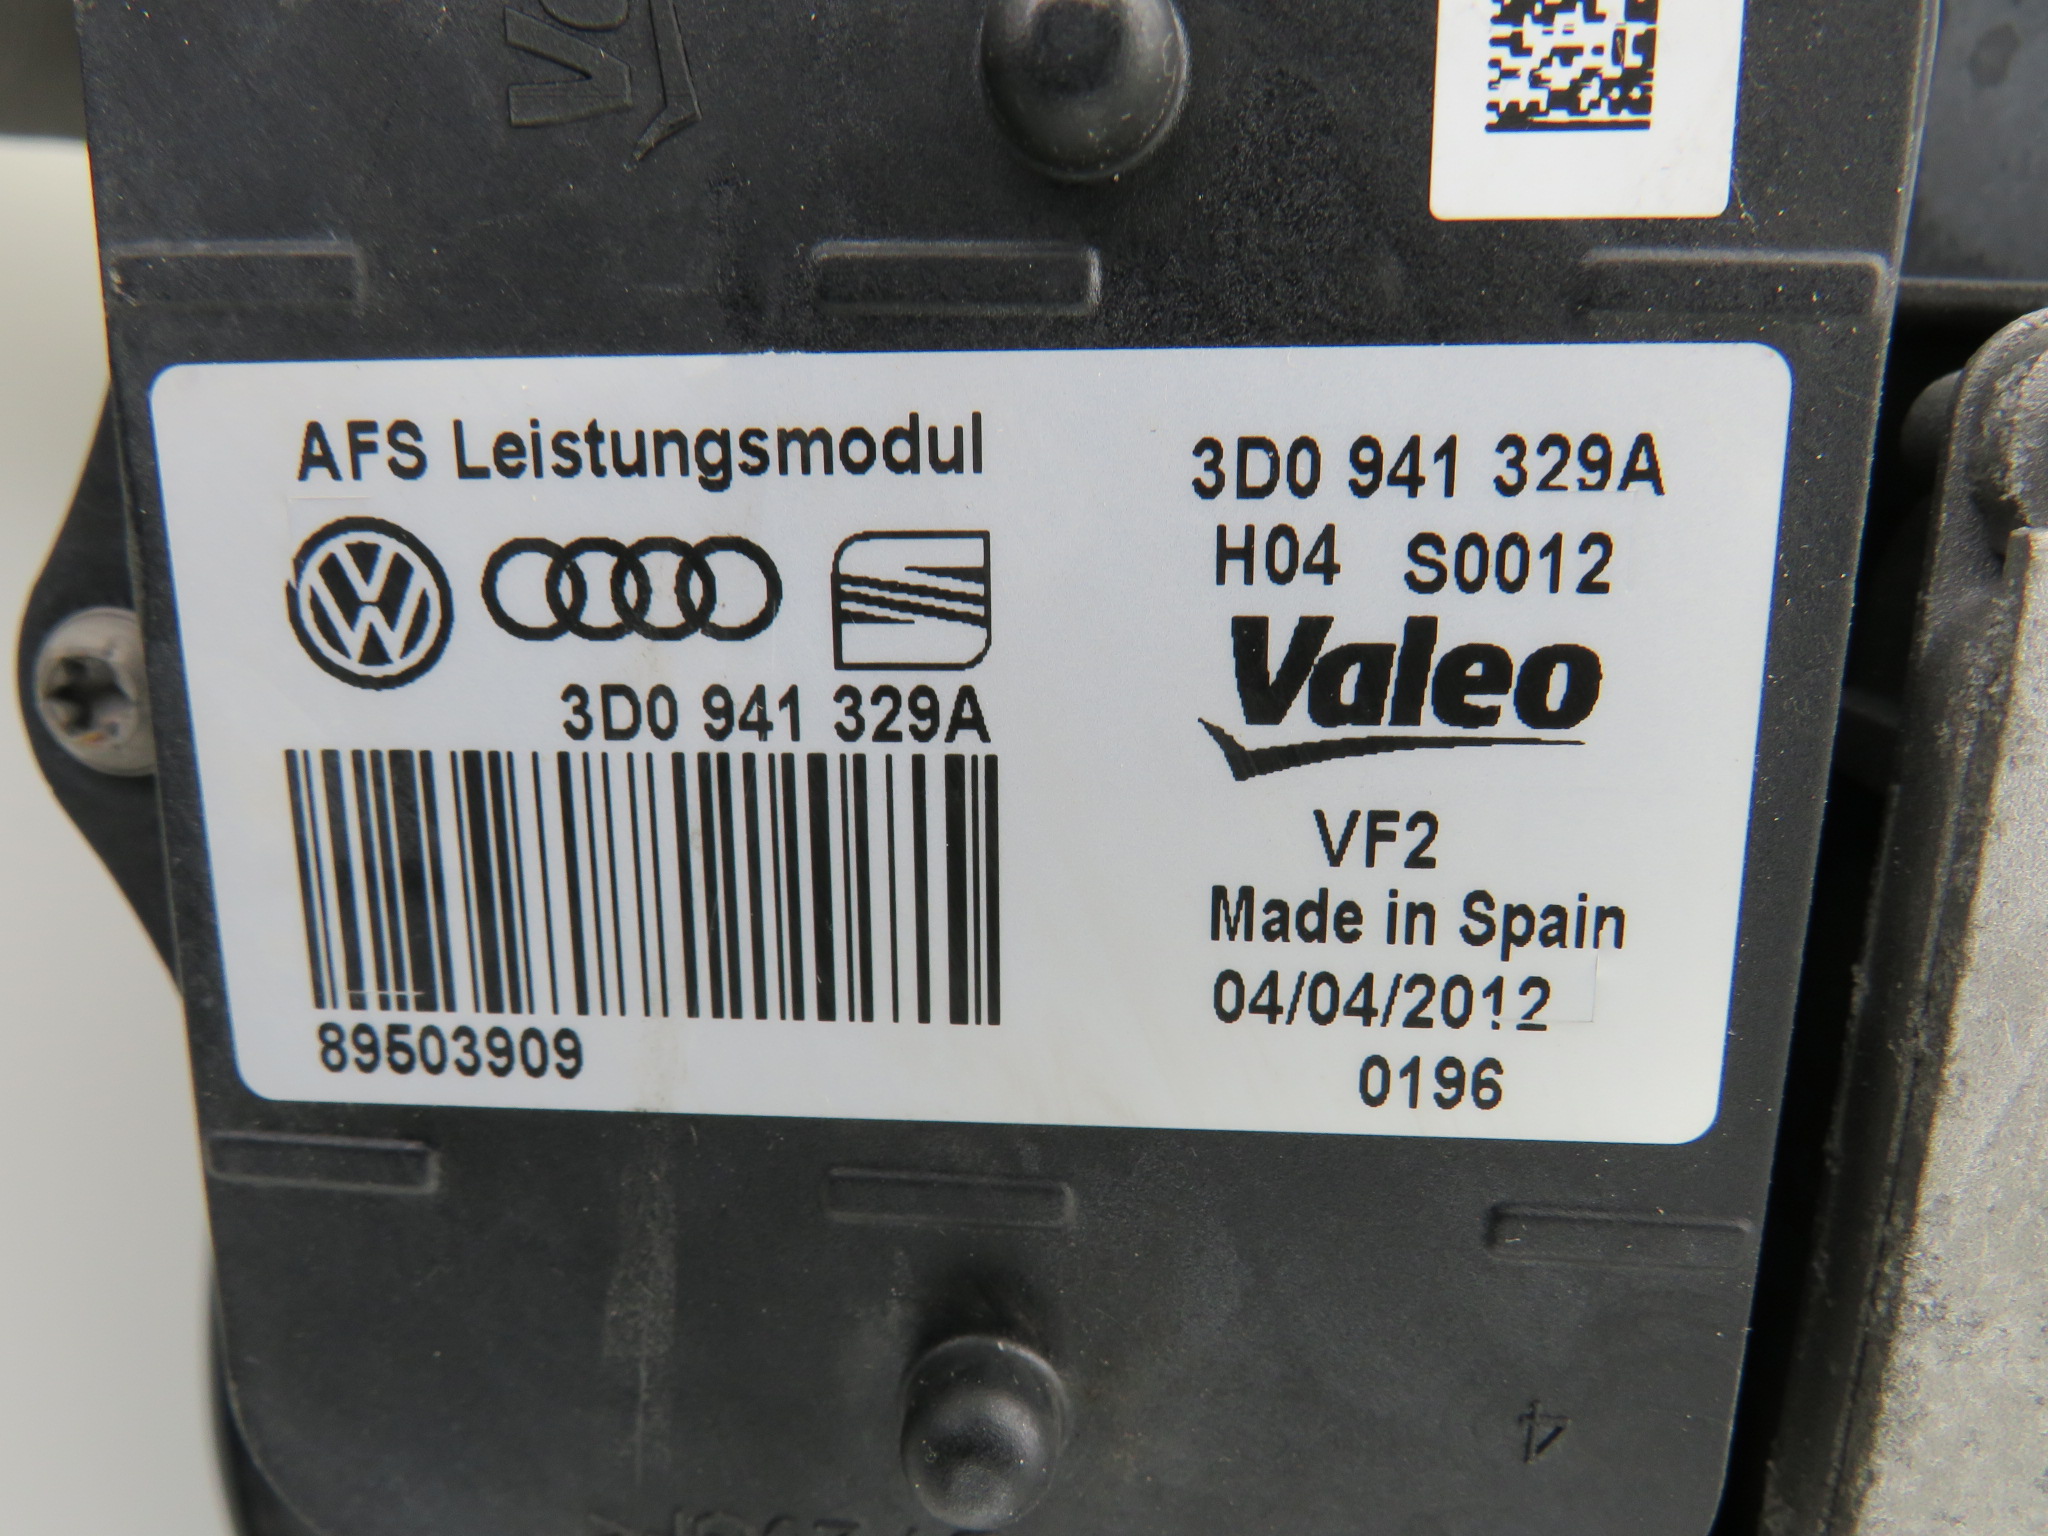 AFS Leistungsmodul
3D0 941 329A
89503909
3D0 941 329A
H04 S0012
Valeo
VF2
Made in Spain
04/04/2012
0196
4